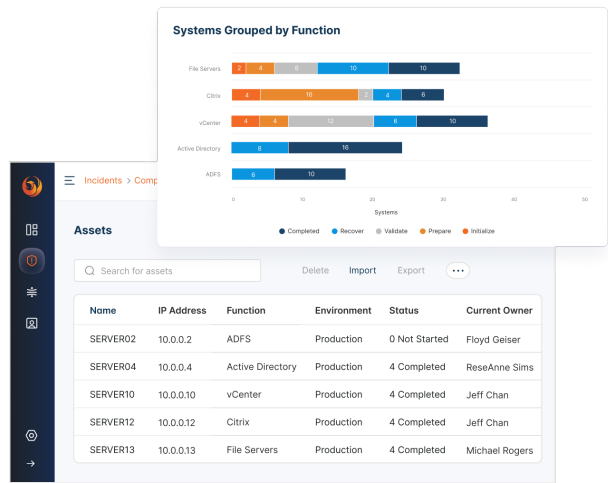 Systems Grouped by Function
File Servers 2 4 6 10 10
Citrix 4 2 4 6
vCenter 4 4 12 6 10
Active Directory 8 16
ADFS 6 10
0 10 20 30 40 50
Systems
Completed Recover Validate Prepare Initialize
Incidents > Comp
Assets
Search for assets Delete Import Export
Name IP Address Function Environment Status Current Owner
SERVER02 10.0.0.2 ADFS Production 0 Not Started Floyd Geiser
SERVER04 10.0.0.4 Active Directory Production 4 Completed ReseAnne Sims
SERVER10 10.0.0.10 vCenter Production 4 Completed Jeff Chan
SERVER12 10.0.0.12 Citrix Production 4 Completed Jeff Chan
SERVER13 10.0.0.13 File Servers Production 4 Completed Michael Rogers